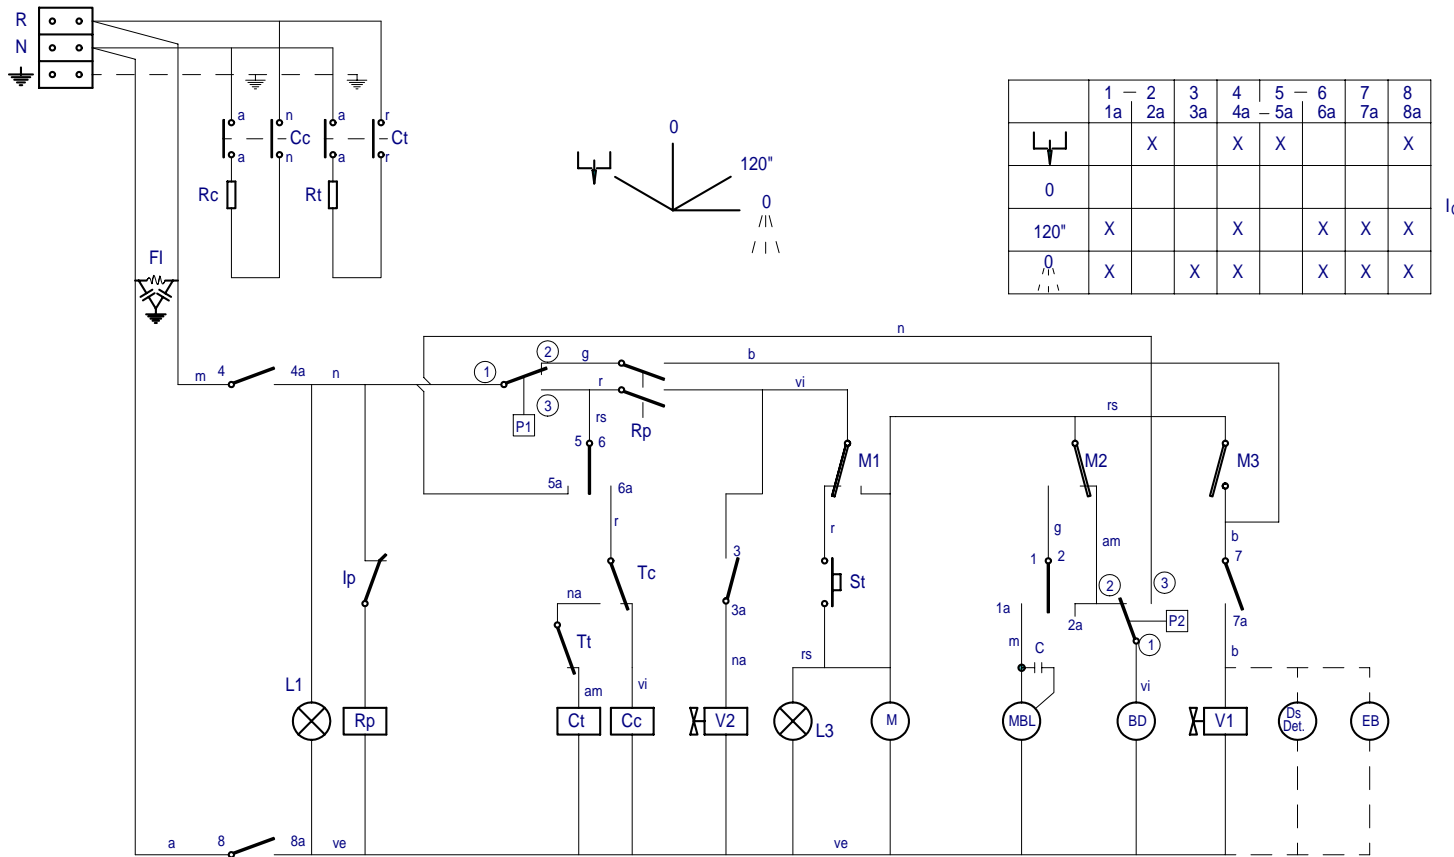 R
N
a n a r
Cc Ct
a n a r
Rc Rt
FI
0
120"
0
1 – 2 3 4 5 – 6 7 8
1a 2a 3a 4a – 5a 6a 7a 8a
X X X X
0
120" X X X X X
0 X X X X X X
m 4 4a n
n
1 2 g b
3 r vi
P1 rs Rp
rs
5 6
5a 6a
M1 M2 M3
r r g am b
Ip Tc 3 St 1 2 2 3 7
na 3a 1a 2a P2 7a
Tt na rs m C 1 b
am vi vi
L1 Rp Ct Cc V2 L3 M MBL BD V1 Ds Det. EB
a 8 8a ve ve